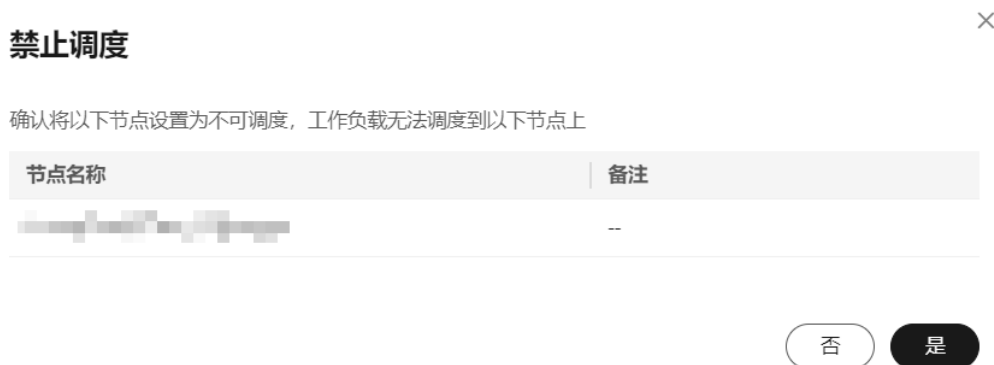 禁止调度
确认将以下节点设置为不可调度，工作负载无法调度到以下节点上
节点名称 备注
--
否 是